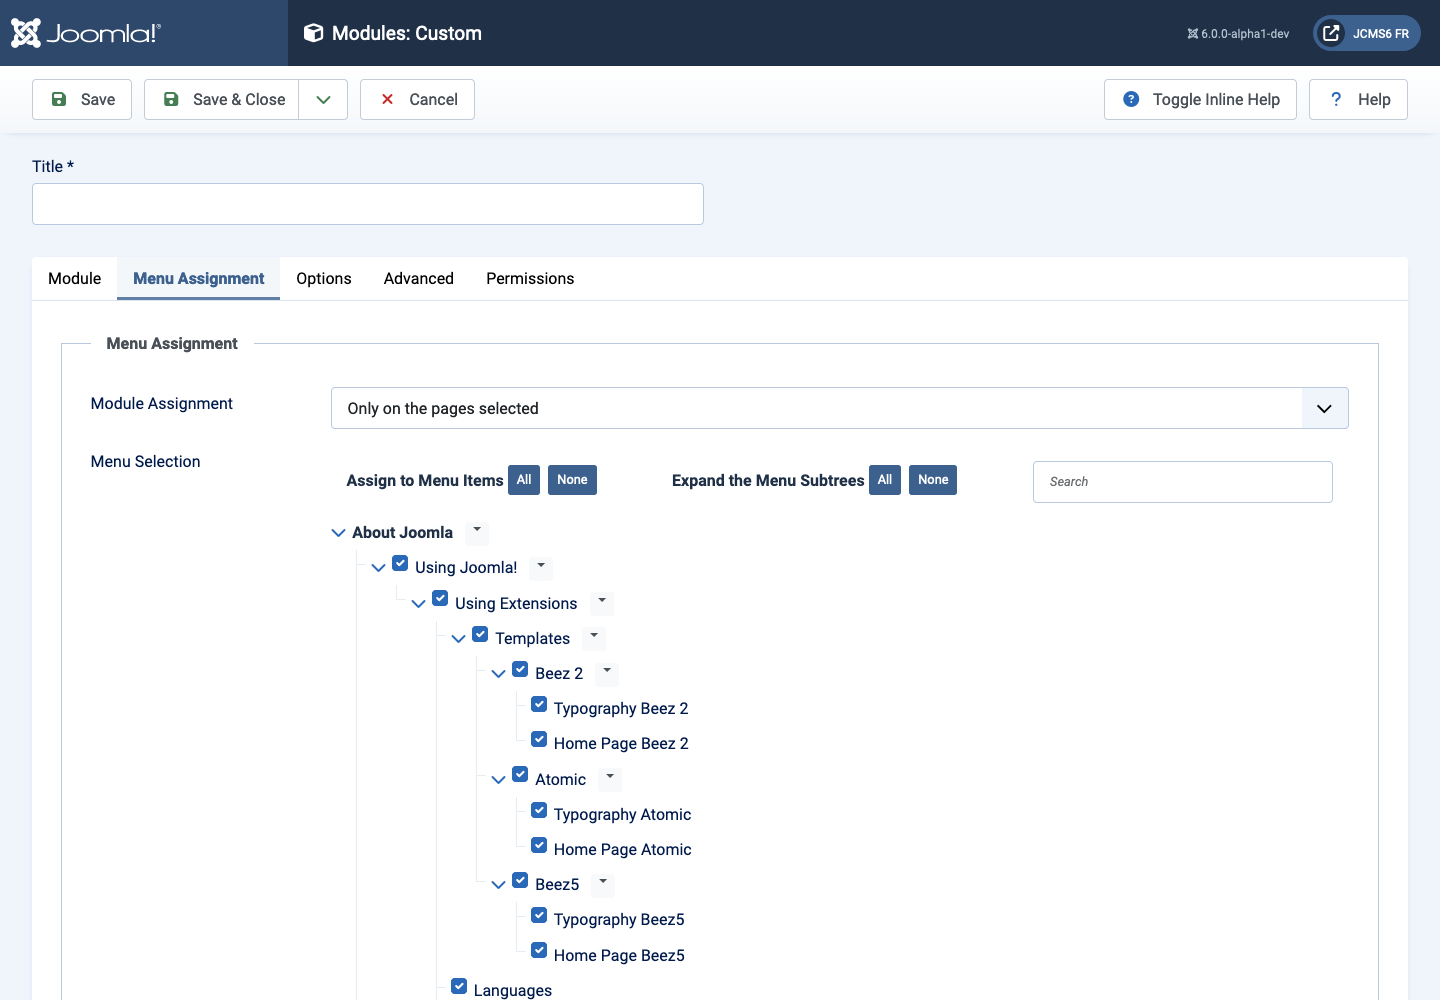 Joomla!®
Modules: Custom
6.0.0-alpha1-dev
JCMS6 FR
Save
Save & Close
Cancel
Toggle Inline Help
? Help
Title *
Module Menu Assignment Options Advanced Permissions
Menu Assignment
Module Assignment
Only on the pages selected
Menu Selection
Assign to Menu Items All None Expand the Menu Subtrees All None Search
About Joomla
Using Joomla!
Using Extensions
Templates
Beez 2
Typography Beez 2
Home Page Beez 2
Atomic
Typography Atomic
Home Page Atomic
Beez5
Typography Beez5
Home Page Beez5
Languages